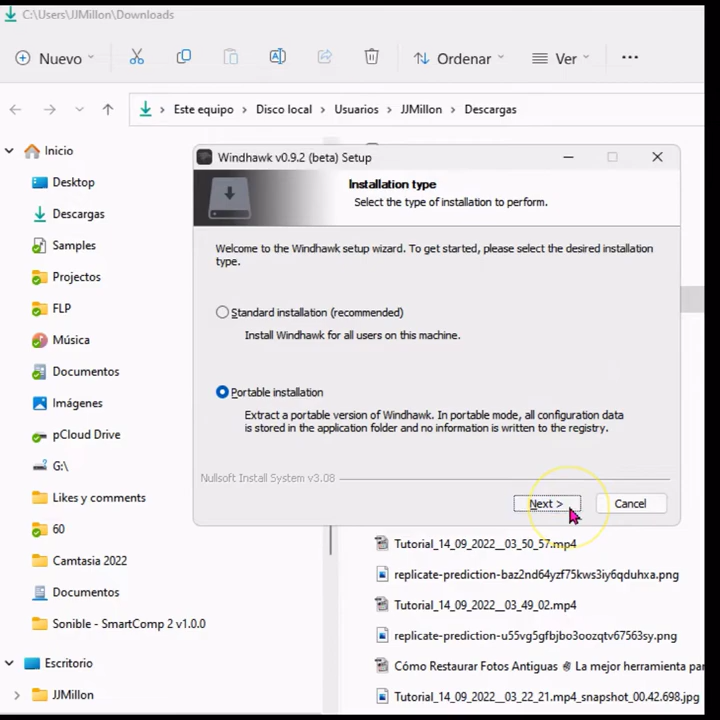 C:\Users\JJMillon\Downloads
Nuevo
Ordenar
Ver
Este equipo > Disco local > Usuarios > JJMillon > Descargas
Inicio
Desktop
Descargas
Samples
Projectos
FLP
Música
Documentos
Imágenes
pCloud Drive
G:\
Likes y comments
60
Camtasia 2022
Documentos
Sonible - SmartComp 2 v1.0.0
Escritorio
JJMillon
Windhawk v0.9.2 (beta) Setup
Installation type
Select the type of installation to perform.
Welcome to the Windhawk setup wizard. To get started, please select the desired installation
type.
Standard installation (recommended)
Install Windhawk for all users on this machine.
Portable installation
Extract a portable version of Windhawk. In portable mode, all configuration data
is stored in the application folder and no information is written to the registry.
Nullsoft Install System v3.08
Next >
Cancel
Tutorial_14_09_2022__03_50_57.mp4
replicate-prediction-baz2nd64yzf75kws3iy6qduhxa.png
Tutorial_14_09_2022__03_49_02.mp4
replicate-prediction-u55vg5gfbjbo3oozqtv67563sy.png
Cómo Restaurar Fotos Antiguas La mejor herramienta par
Tutorial_14_09_2022__03_22_21.mp4_snapshot_00.42.698.jpg